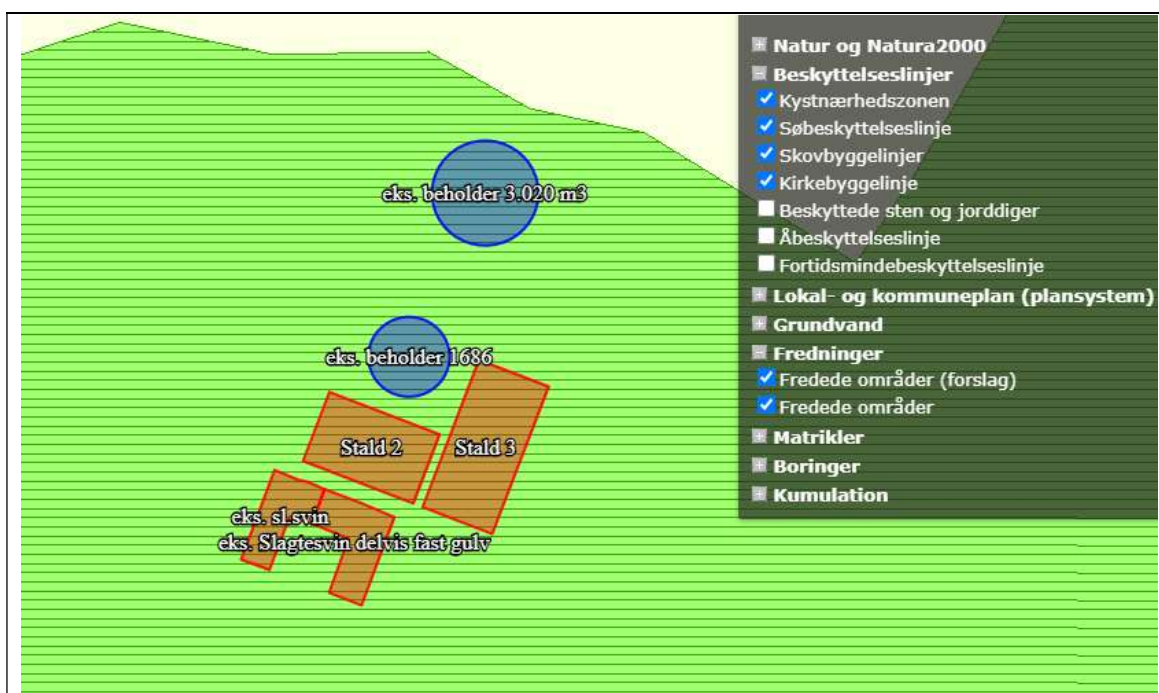 Natur og Natura2000
Beskyttelseslinjer
Kystnærhedszonen
Søbeskyttelseslinje
Skovbyggelinjer
Kirkebyggelinje
Beskyttede sten og jorddiger
Åbeskyttelseslinje
Fortidsmindebeskyttelseslinje
Lokal- og kommuneplan (plansystem)
Grundvand
Fredninger
Fredede områder (forslag)
Fredede områder
Matrikler
Boringer
Kumulation
eks. beholder 3.020 m3
eks. beholder 1686
Stald 2
Stald 3
eks. sl.svin
eks. Slagtesvin delvis fast gulv